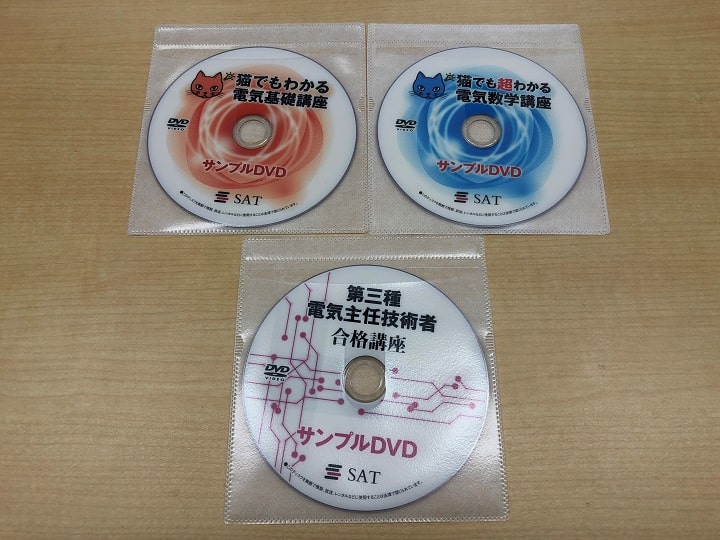 猫でもわかる
電気基礎講座
DVD
VIDEO
サンプルDVD
SAT
猫でも超わかる
電気数学講座
DVD
VIDEO
サンプルDVD
SAT
第三種
電気主任技術者
合格講座
DVD
VIDEO
サンプルDVD
SAT